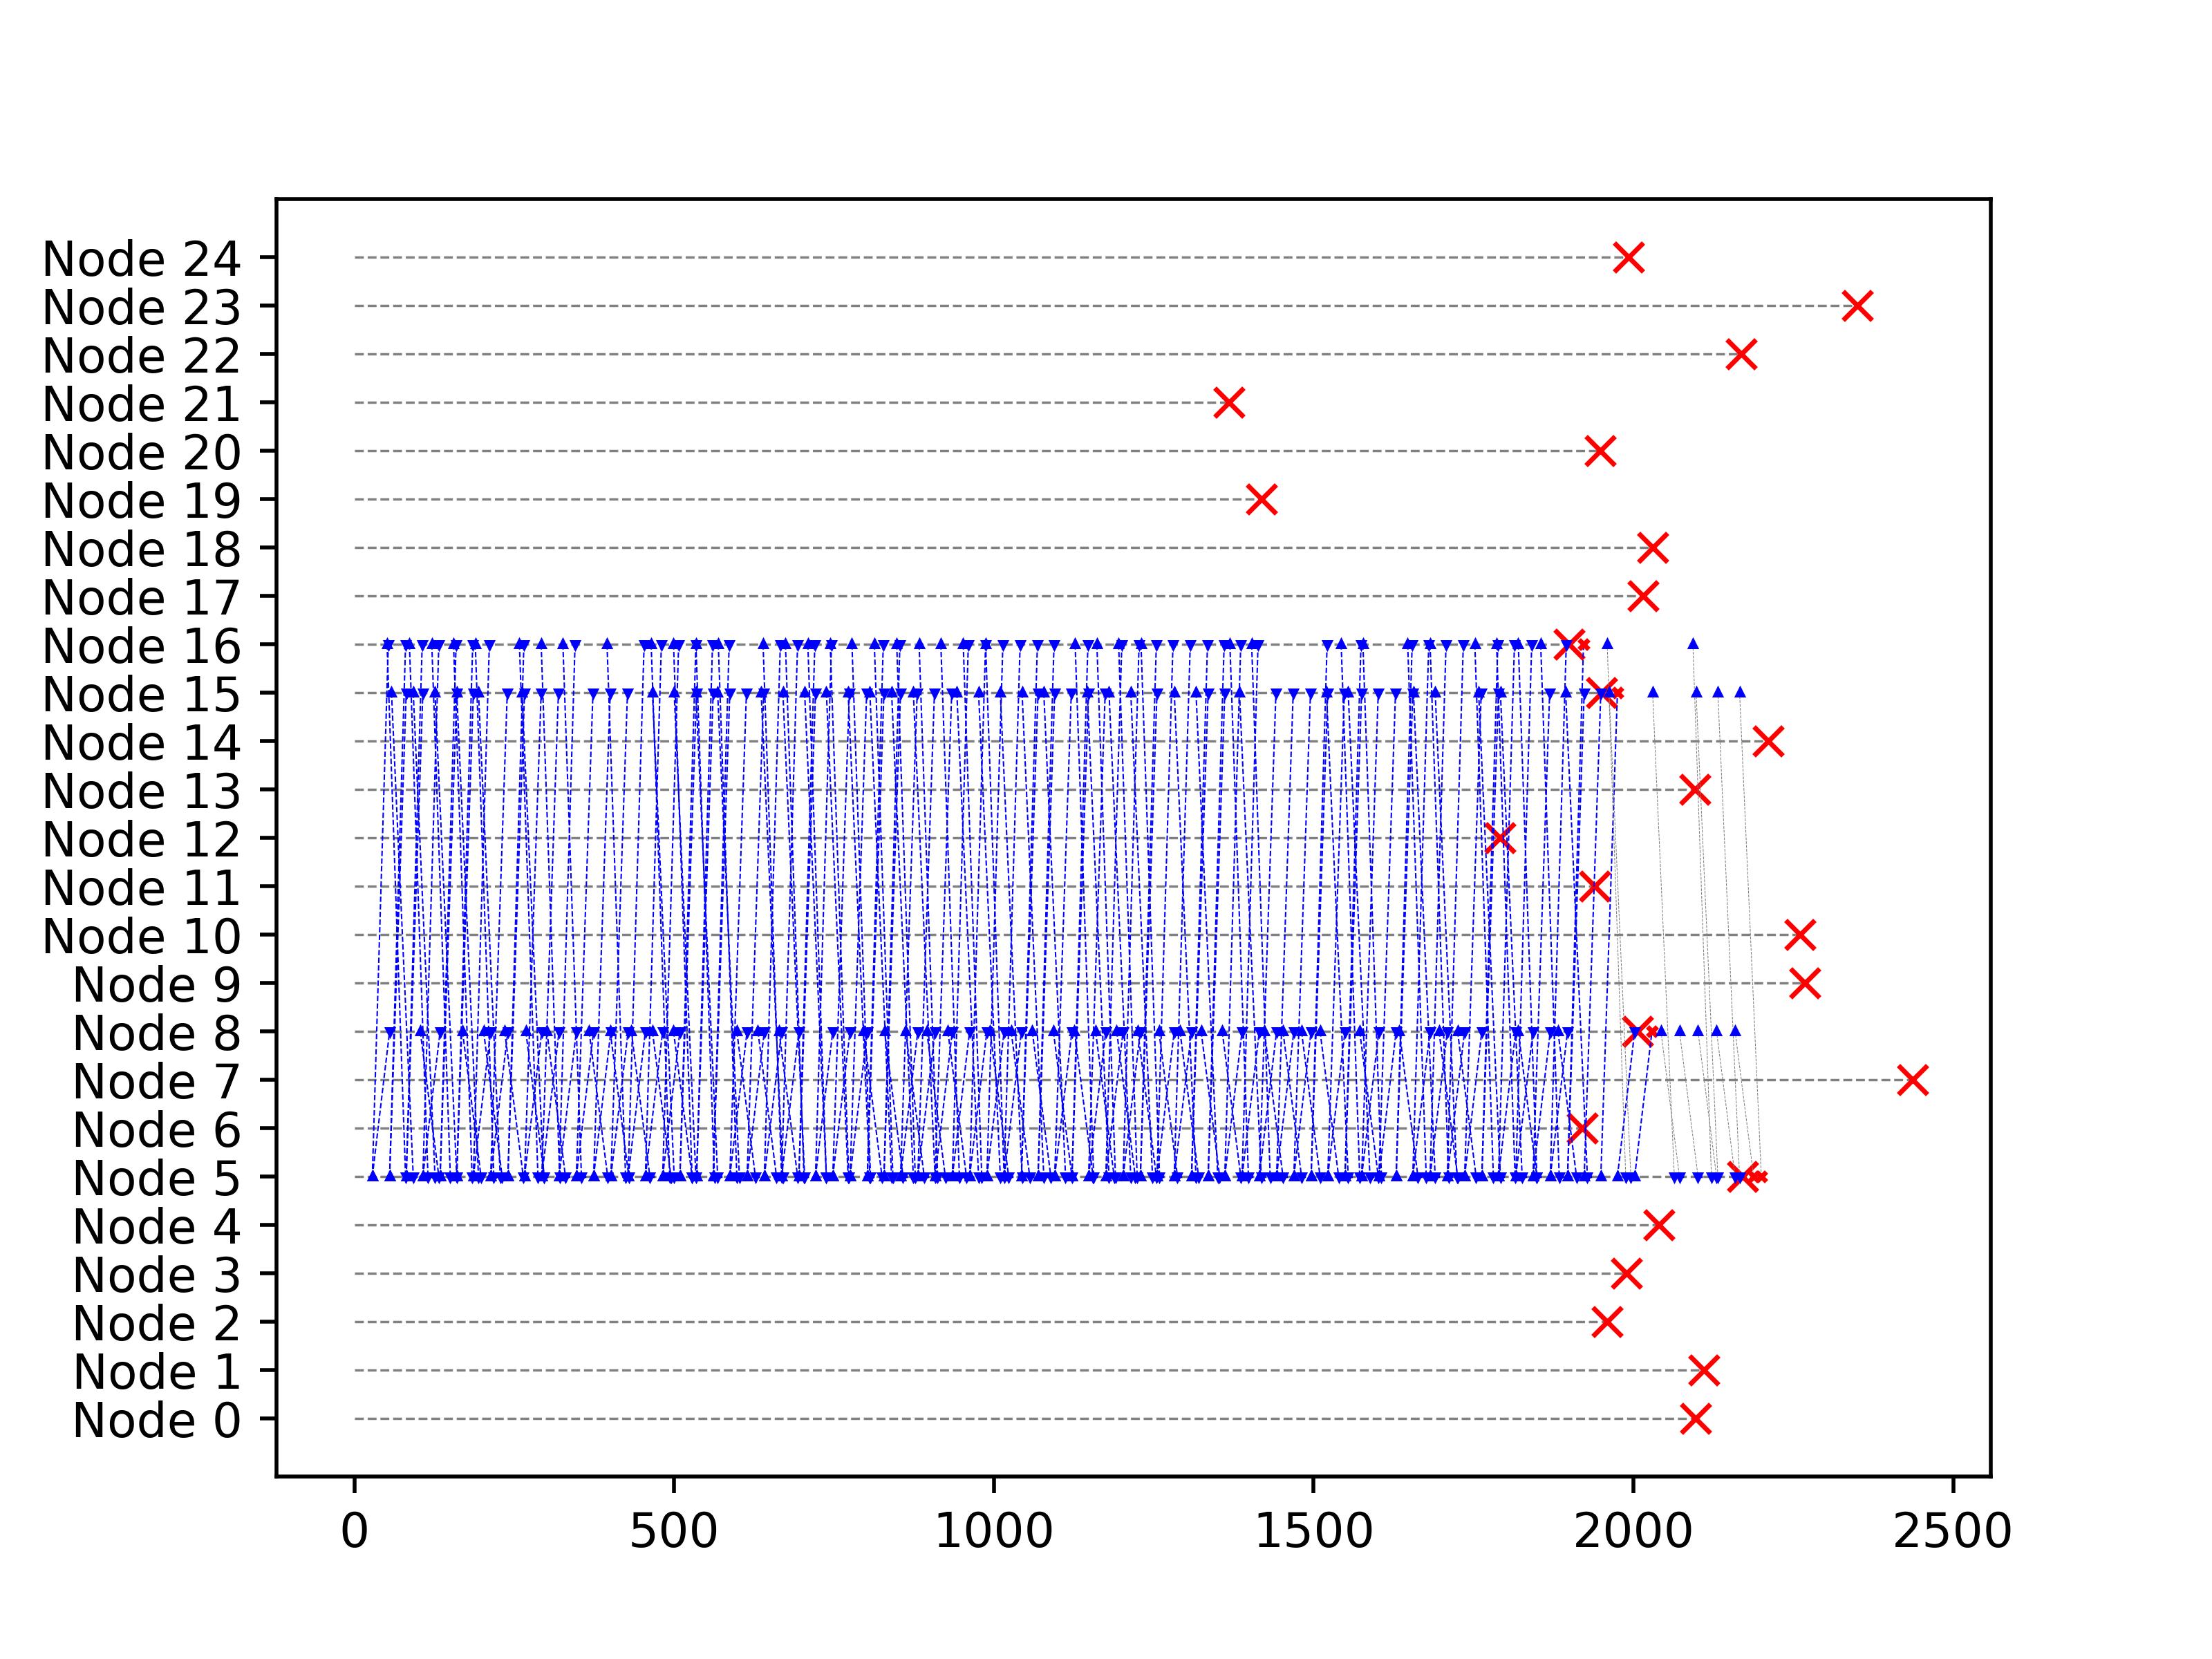 Node 24
Node 23
Node 22
Node 21
Node 20
Node 19
Node 18
Node 17
Node 16
Node 15
Node 14
Node 13
Node 12
Node 11
Node 10
Node 9
Node 8
Node 7
Node 6
Node 5
Node 4
Node 3
Node 2
Node 1
Node 0
0 500 1000 1500 2000 2500